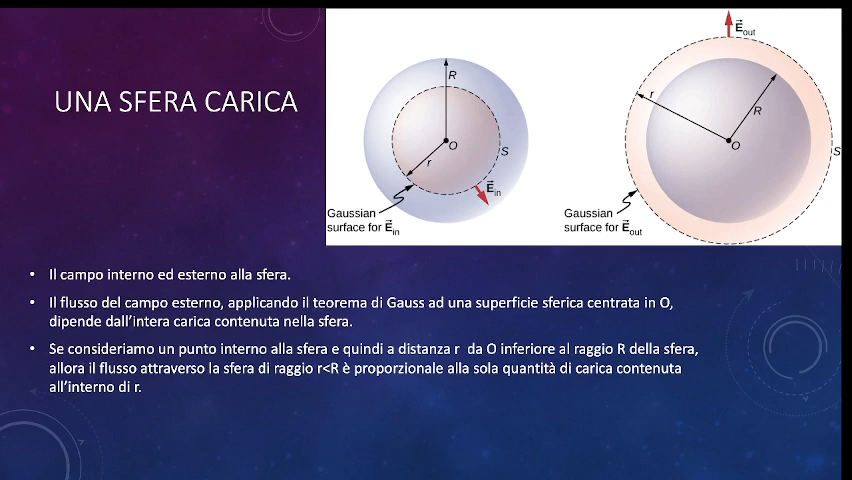 UNA SFERA CARICA
R
O
S
r
E in
Gaussian
surface for E in
E out
r
R
O
S
Gaussian
surface for E out
• Il campo interno ed esterno alla sfera.
• Il flusso del campo esterno, applicando il teorema di Gauss ad una superficie sferica centrata in O,
dipende dall'intera carica contenuta nella sfera.
• Se consideriamo un punto interno alla sfera e quindi a distanza r da O inferiore al raggio R della sfera,
allora il flusso attraverso la sfera di raggio r<R è proporzionale alla sola quantità di carica contenuta
all'interno di r.